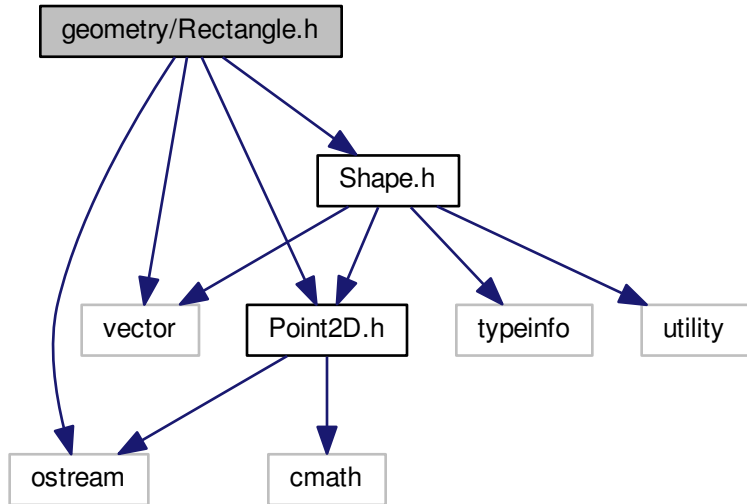 geometry/Rectangle.h
Shape.h
vector
Point2D.h
typeinfo
utility
ostream
cmath